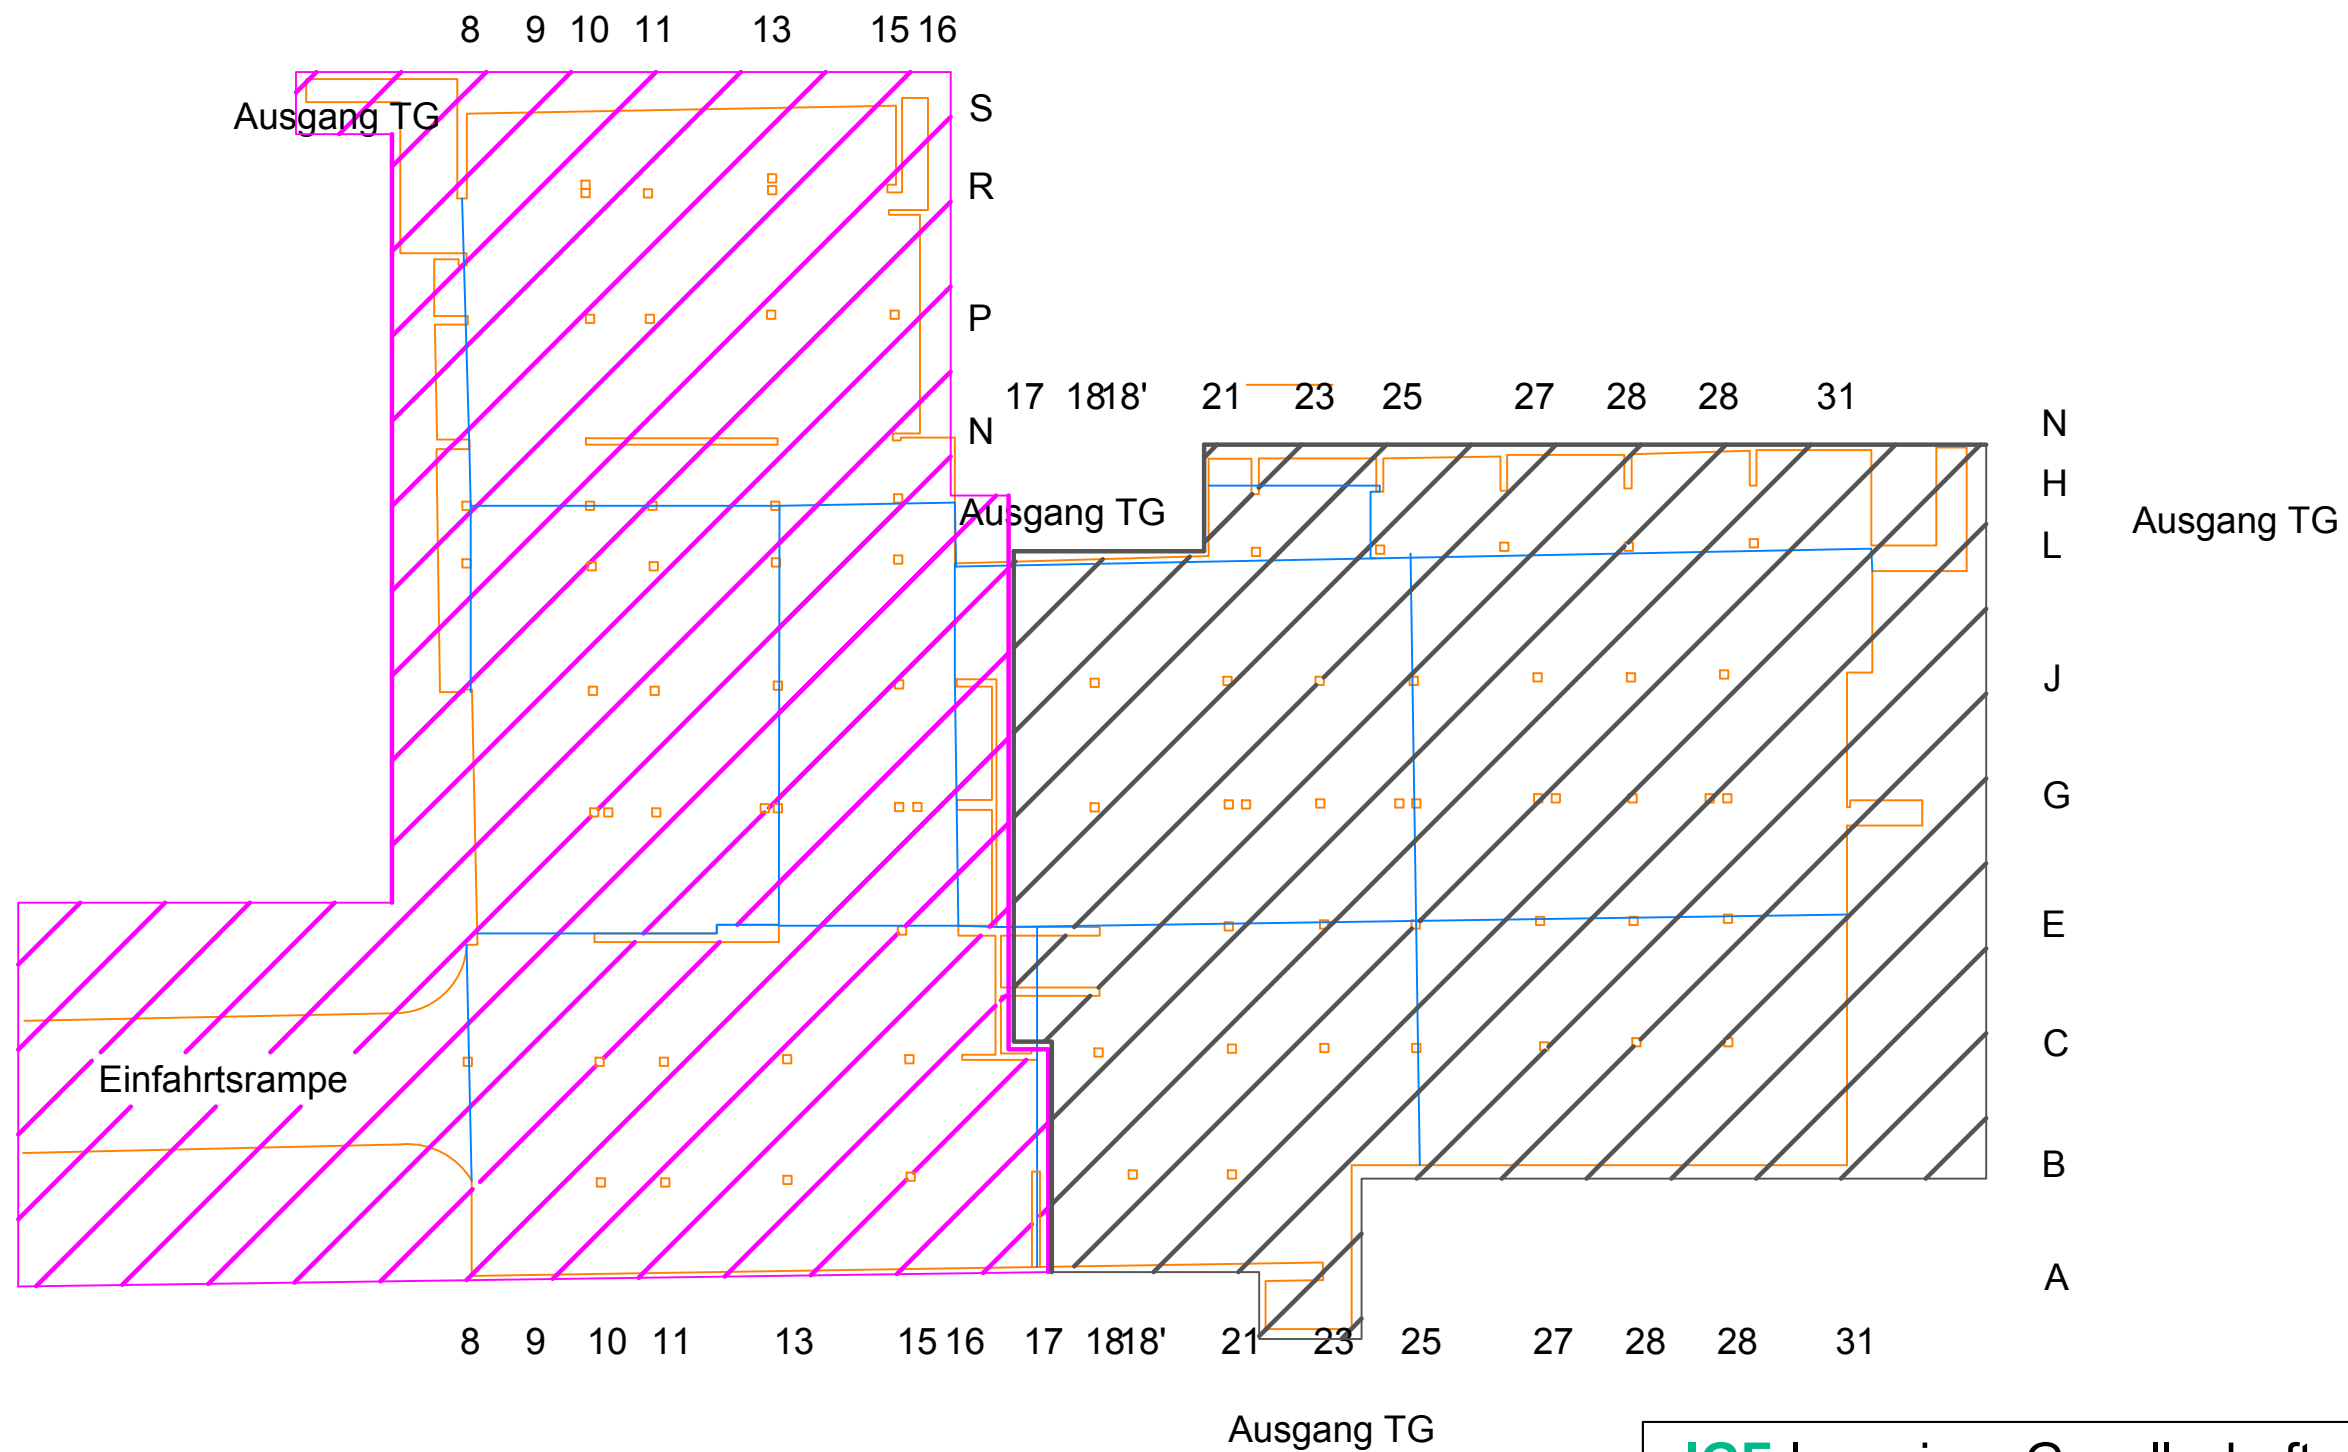 8 9 10 11 13 15 16
S
Ausgang TG
R
P
17 18 18' 21 23 25 27 28 28 31
N N
H
Ausgang TG Ausgang TG
L
J
G
E
C
Einfahrtsrampe
B
A
8 9 10 11 13 15 16 17 18 18' 21 23 25 27 28 28 31
Ausgang TG